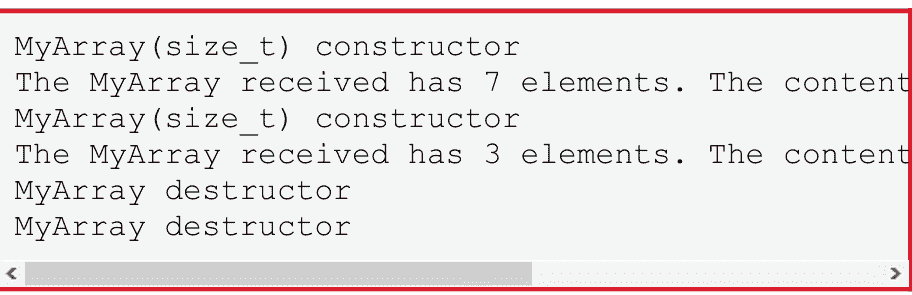 MyArray(size_t) constructor
The MyArray received has 7 elements. The content
MyArray(size_t) constructor
The MyArray received has 3 elements. The content
MyArray destructor
MyArray destructor